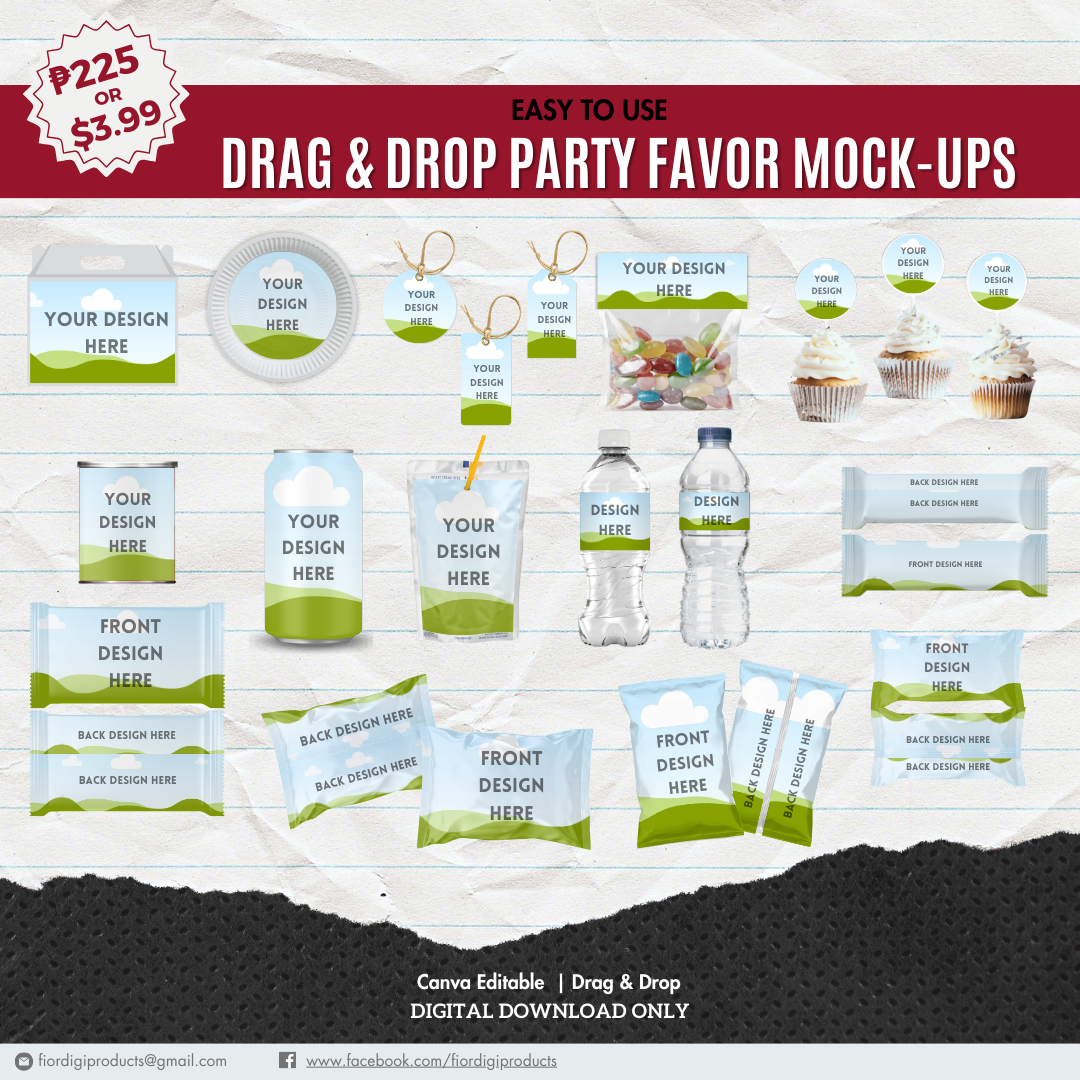 ₱225
OR
$3.99
EASY TO USE
DRAG & DROP PARTY FAVOR MOCK-UPS
YOUR DESIGN
HERE
YOUR
DESIGN
HERE
YOUR
DESIGN
HERE
YOUR
DESIGN
HERE
YOUR
DESIGN
HERE
YOUR DESIGN
HERE
YOUR
DESIGN
HERE
YOUR
DESIGN
HERE
YOUR
DESIGN
HERE
YOUR
DESIGN
HERE
YOUR
DESIGN
HERE
YOUR
DESIGN
HERE
DESIGN
HERE
DESIGN
HERE
BACK DESIGN HERE
BACK DESIGN HERE
FRONT DESIGN HERE
FRONT
DESIGN
HERE
BACK DESIGN HERE
BACK DESIGN HERE
BACK DESIGN HERE
BACK DESIGN HERE
FRONT
DESIGN
HERE
FRONT
DESIGN
HERE
BACK DESIGN HERE
BACK DESIGN HERE
FRONT
DESIGN
HERE
BACK DESIGN HERE
BACK DESIGN HERE
Canva Editable | Drag & Drop
DIGITAL DOWNLOAD ONLY
fiordigiproducts@gmail.com
www.facebook.com/fiordigiproducts